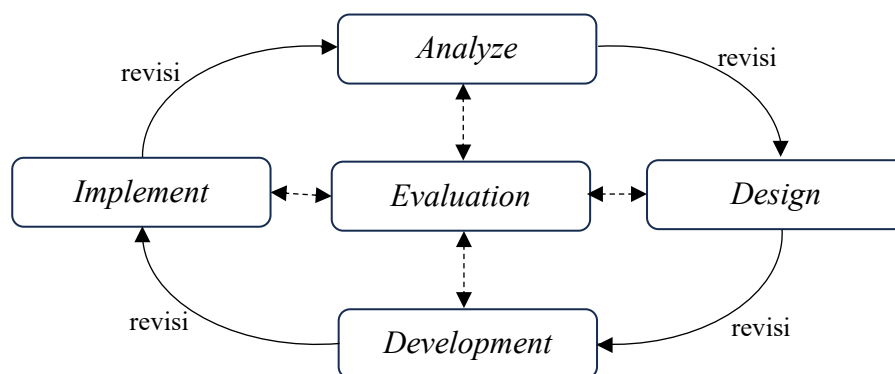 Analyze
revisi
revisi
Implement
Evaluation
Design
revisi
revisi
Development